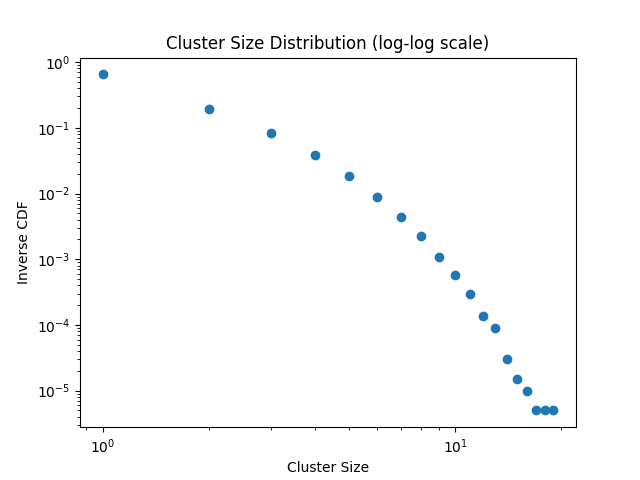 Cluster Size Distribution (log-log scale)
Inverse CDF
10⁰
10⁻¹
10⁻²
10⁻³
10⁻⁴
10⁻⁵
10⁰ 10¹
Cluster Size